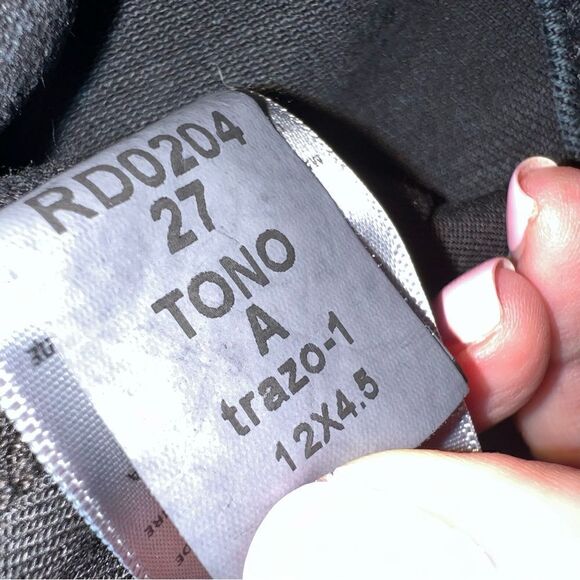 RD0204
27
TONO
A
trazo-1
12X4.5